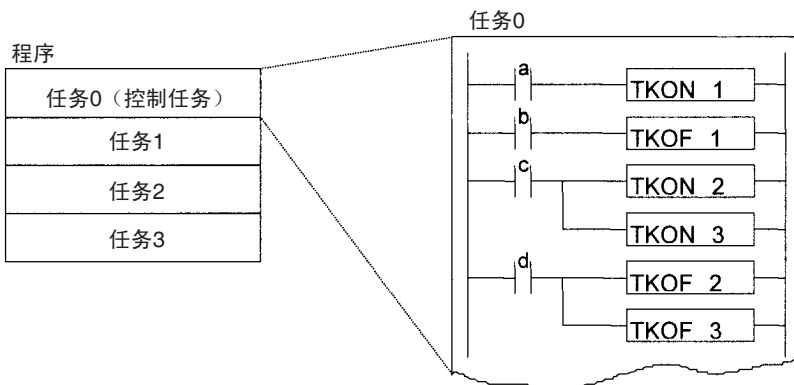 程序
任务0（控制任务）
任务1
任务2
任务3
任务0
a
TKON 1
b
TKOF 1
c
TKON 2
TKON 3
d
TKOF 2
TKOF 3